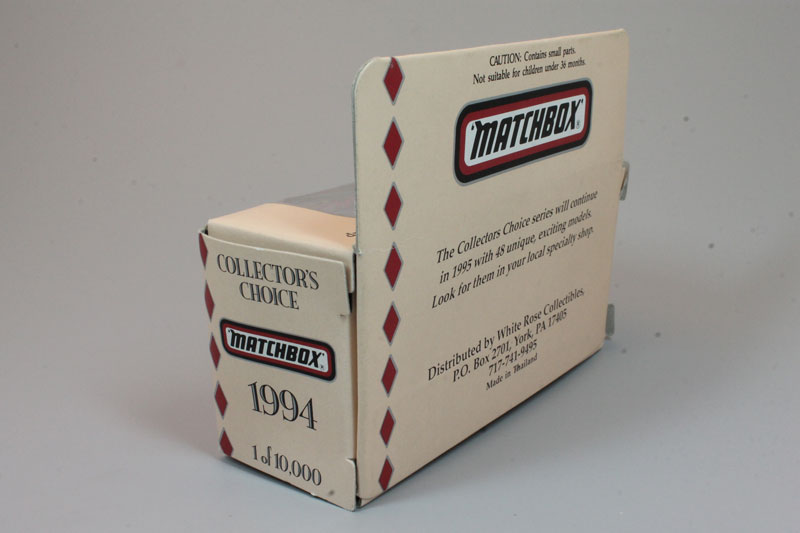 CAUTION: Contains small parts.
Not suitable for children under 36 months.
"MATCHBOX"®
The Collectors Choice series will continue
in 1995 with 48 unique, exciting models.
Look for them in your local specialty shop.
Distributed by White Rose Collectibles,
P.O. Box 2701, York, PA 17405
717-741-9495
Made in Thailand
COLLECTOR'S
CHOICE
"MATCHBOX"®
1994
1 of 10,000